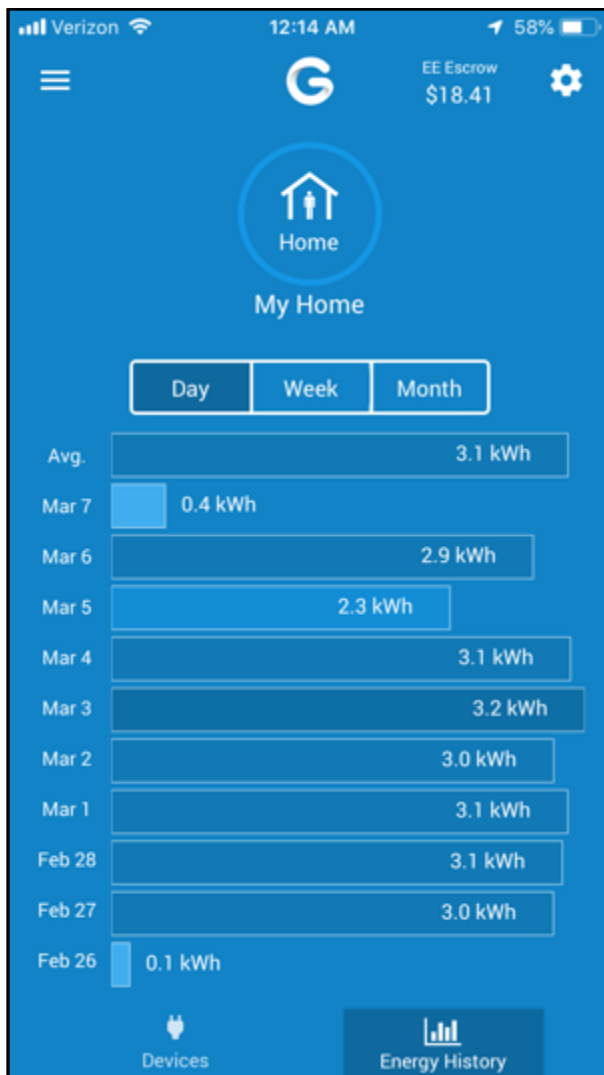 Verizon 12:14 AM 58%
G EE Escrow
$18.41
Home
My Home
Day Week Month
Avg. 3.1 kWh
Mar 7 0.4 kWh
Mar 6 2.9 kWh
Mar 5 2.3 kWh
Mar 4 3.1 kWh
Mar 3 3.2 kWh
Mar 2 3.0 kWh
Mar 1 3.1 kWh
Feb 28 3.1 kWh
Feb 27 3.0 kWh
Feb 26 0.1 kWh
Devices Energy History